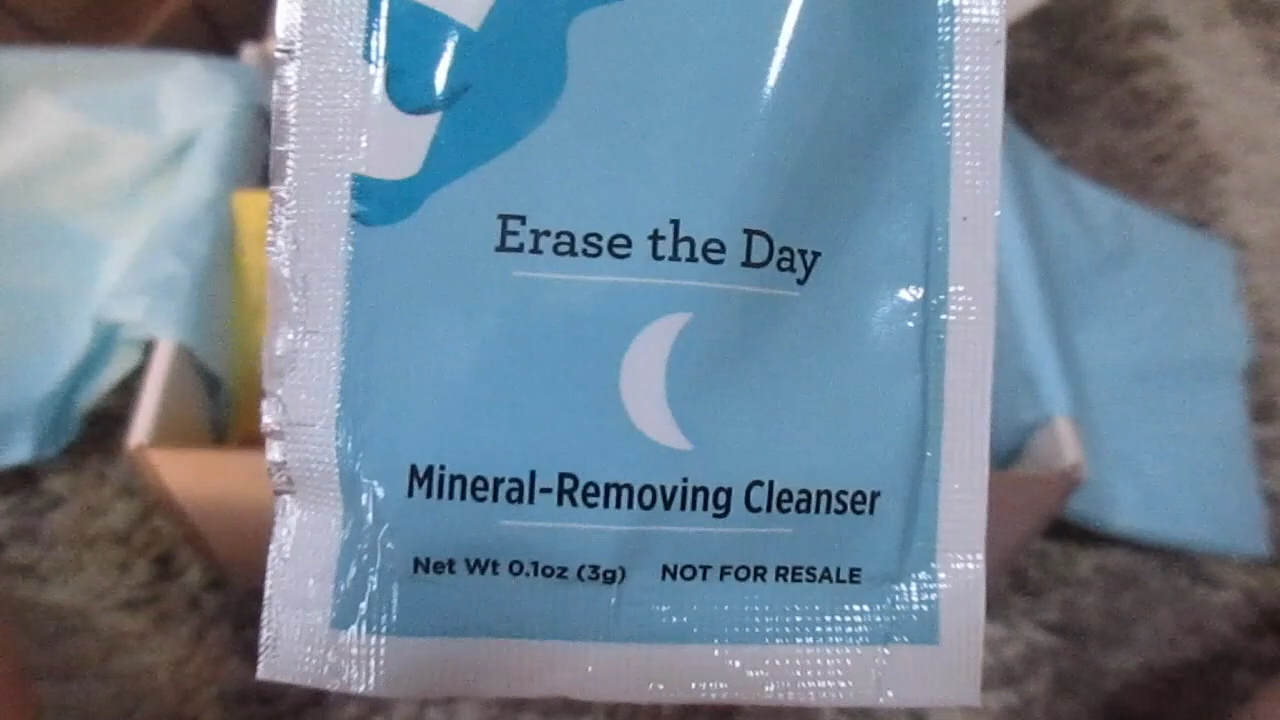 Erase the Day
Mineral-Removing Cleanser
Net Wt 0.1oz (3g) NOT FOR RESALE